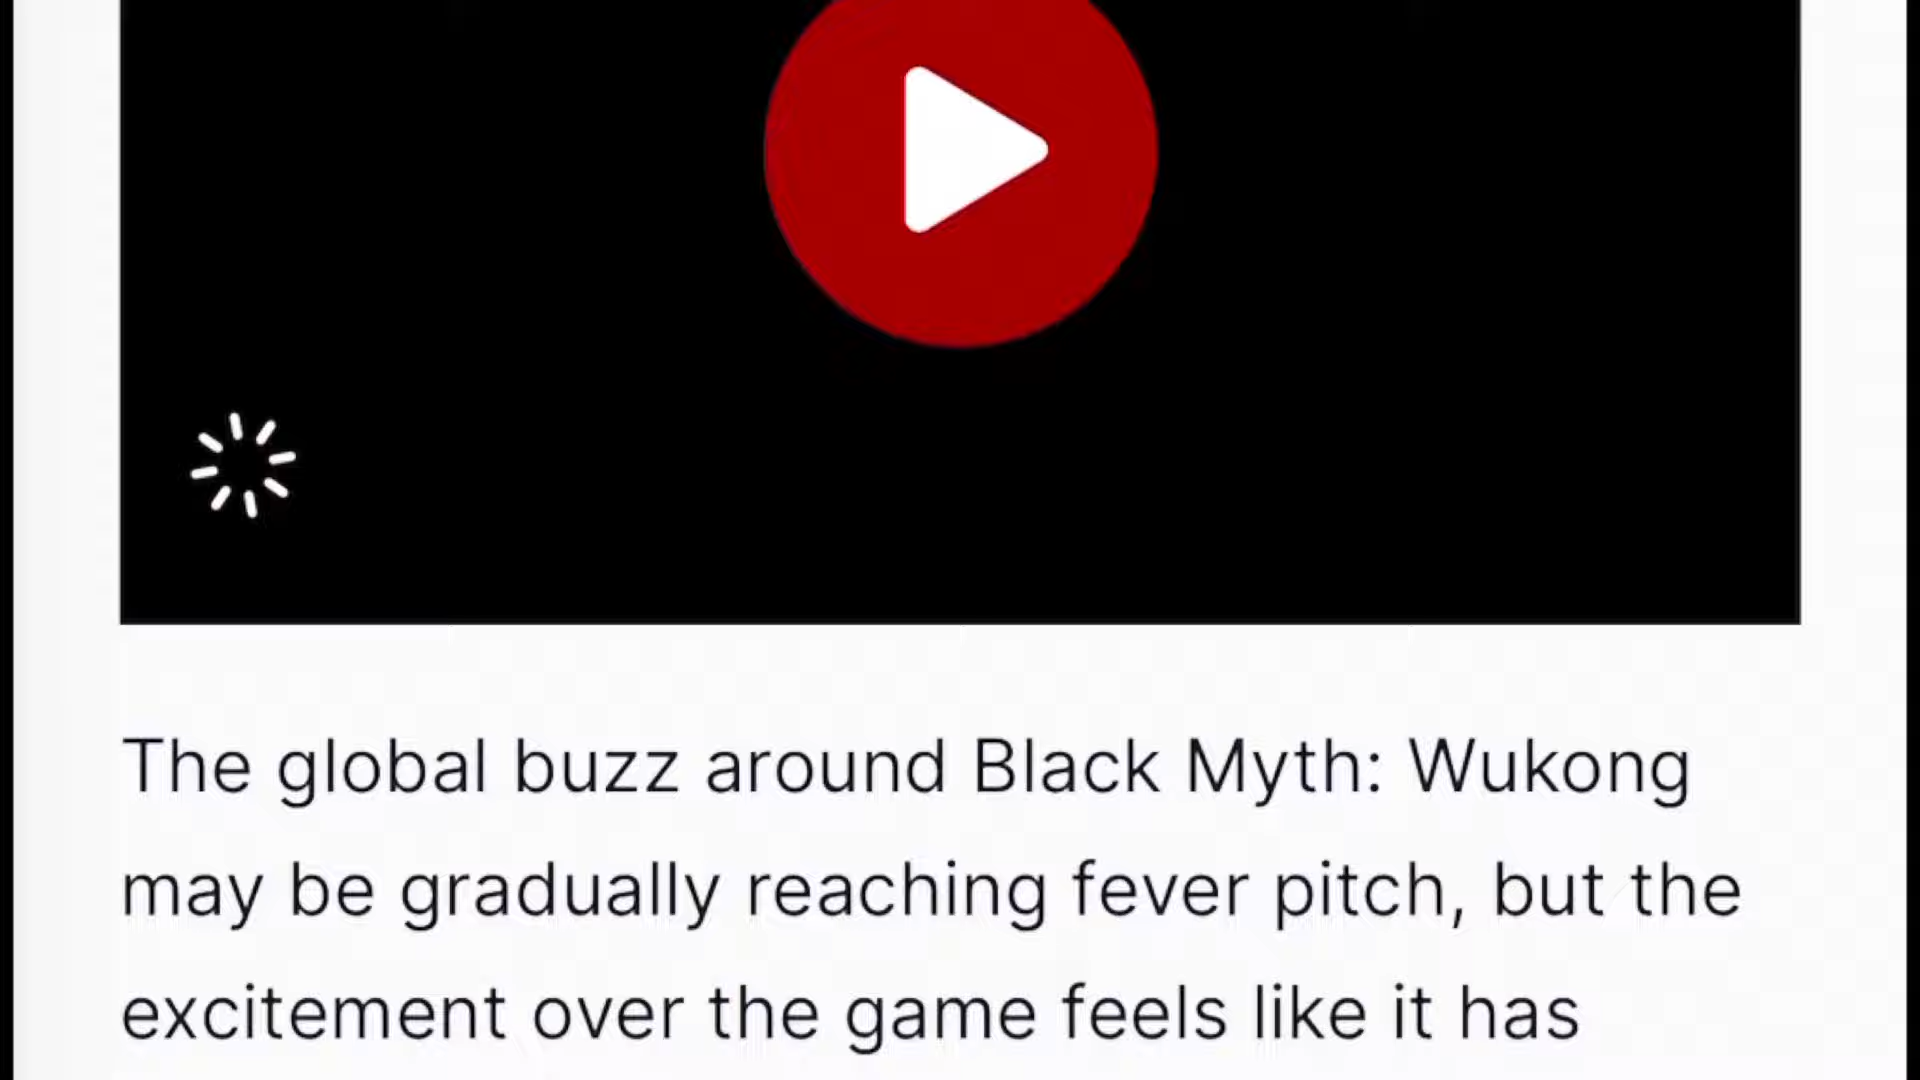 The global buzz around Black Myth: Wukong
may be gradually reaching fever pitch, but the
excitement over the game feels like it has